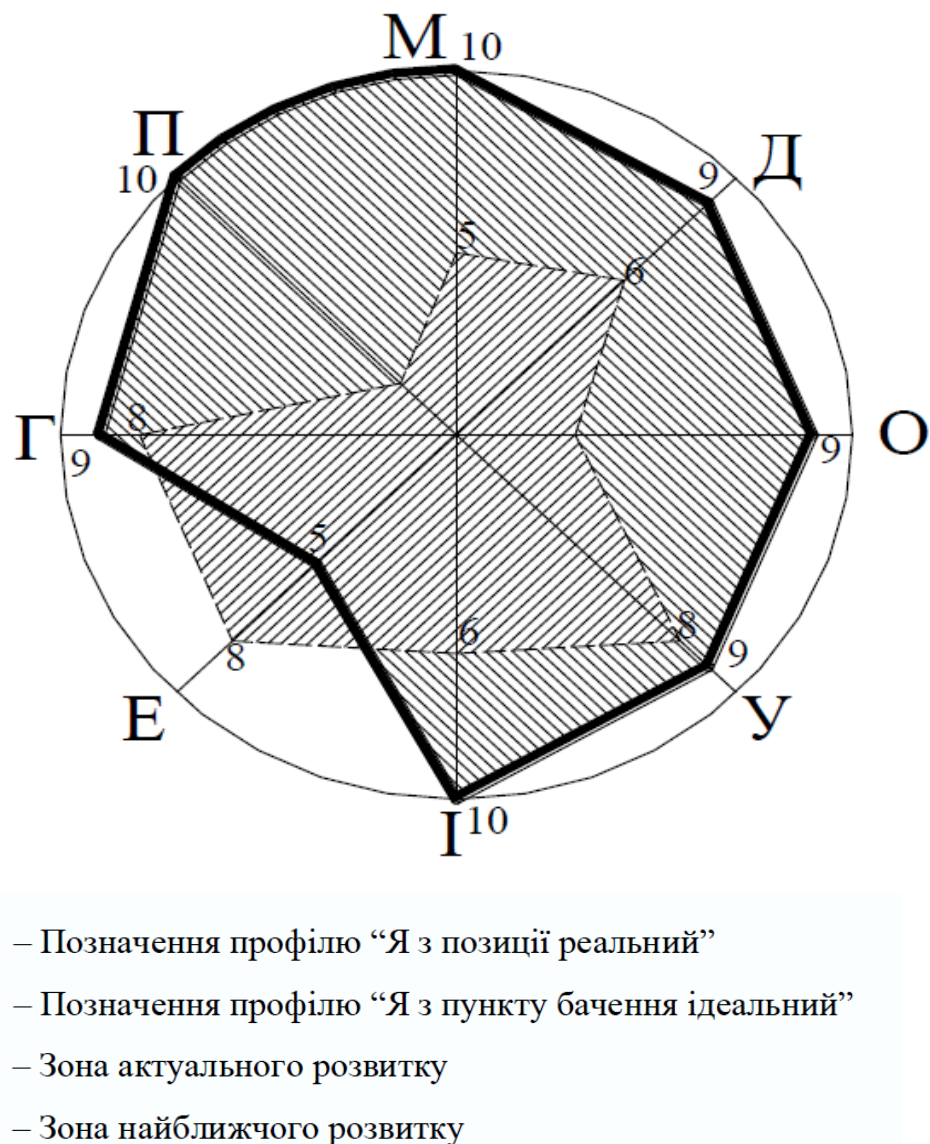 М 10
П
10
9 Д
5
6
Г
8
9
О
9
5
6
8
9
8
Е
У
І 10
– Позначення профілю “Я з позиції реальний”
– Позначення профілю “Я з пункту бачення ідеальний”
– Зона актуального розвитку
– Зона найближчого розвитку